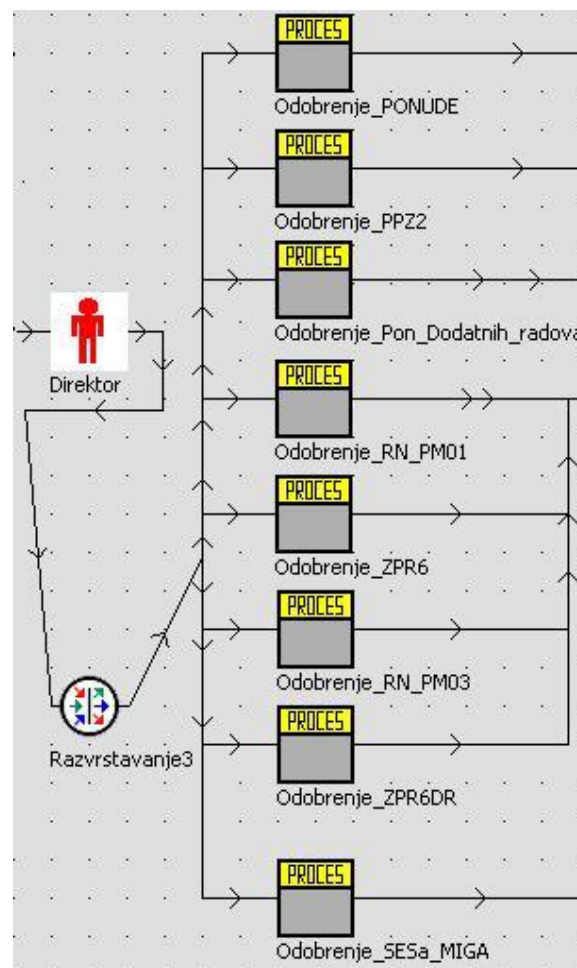 PROCES
Odobrenje_PONUDE
PROCES
Odobrenje_PPZ2
PROCES
Odobrenje_Pon_Dodatnih_radova
Direktor
PROCES
Odobrenje_RN_PM01
PROCES
Odobrenje_ZPR6
PROCES
Odobrenje_RN_PM03
Razvrstavanje3
PROCES
Odobrenje_ZPR6DR
PROCES
Odobrenje_SESa_MIGA